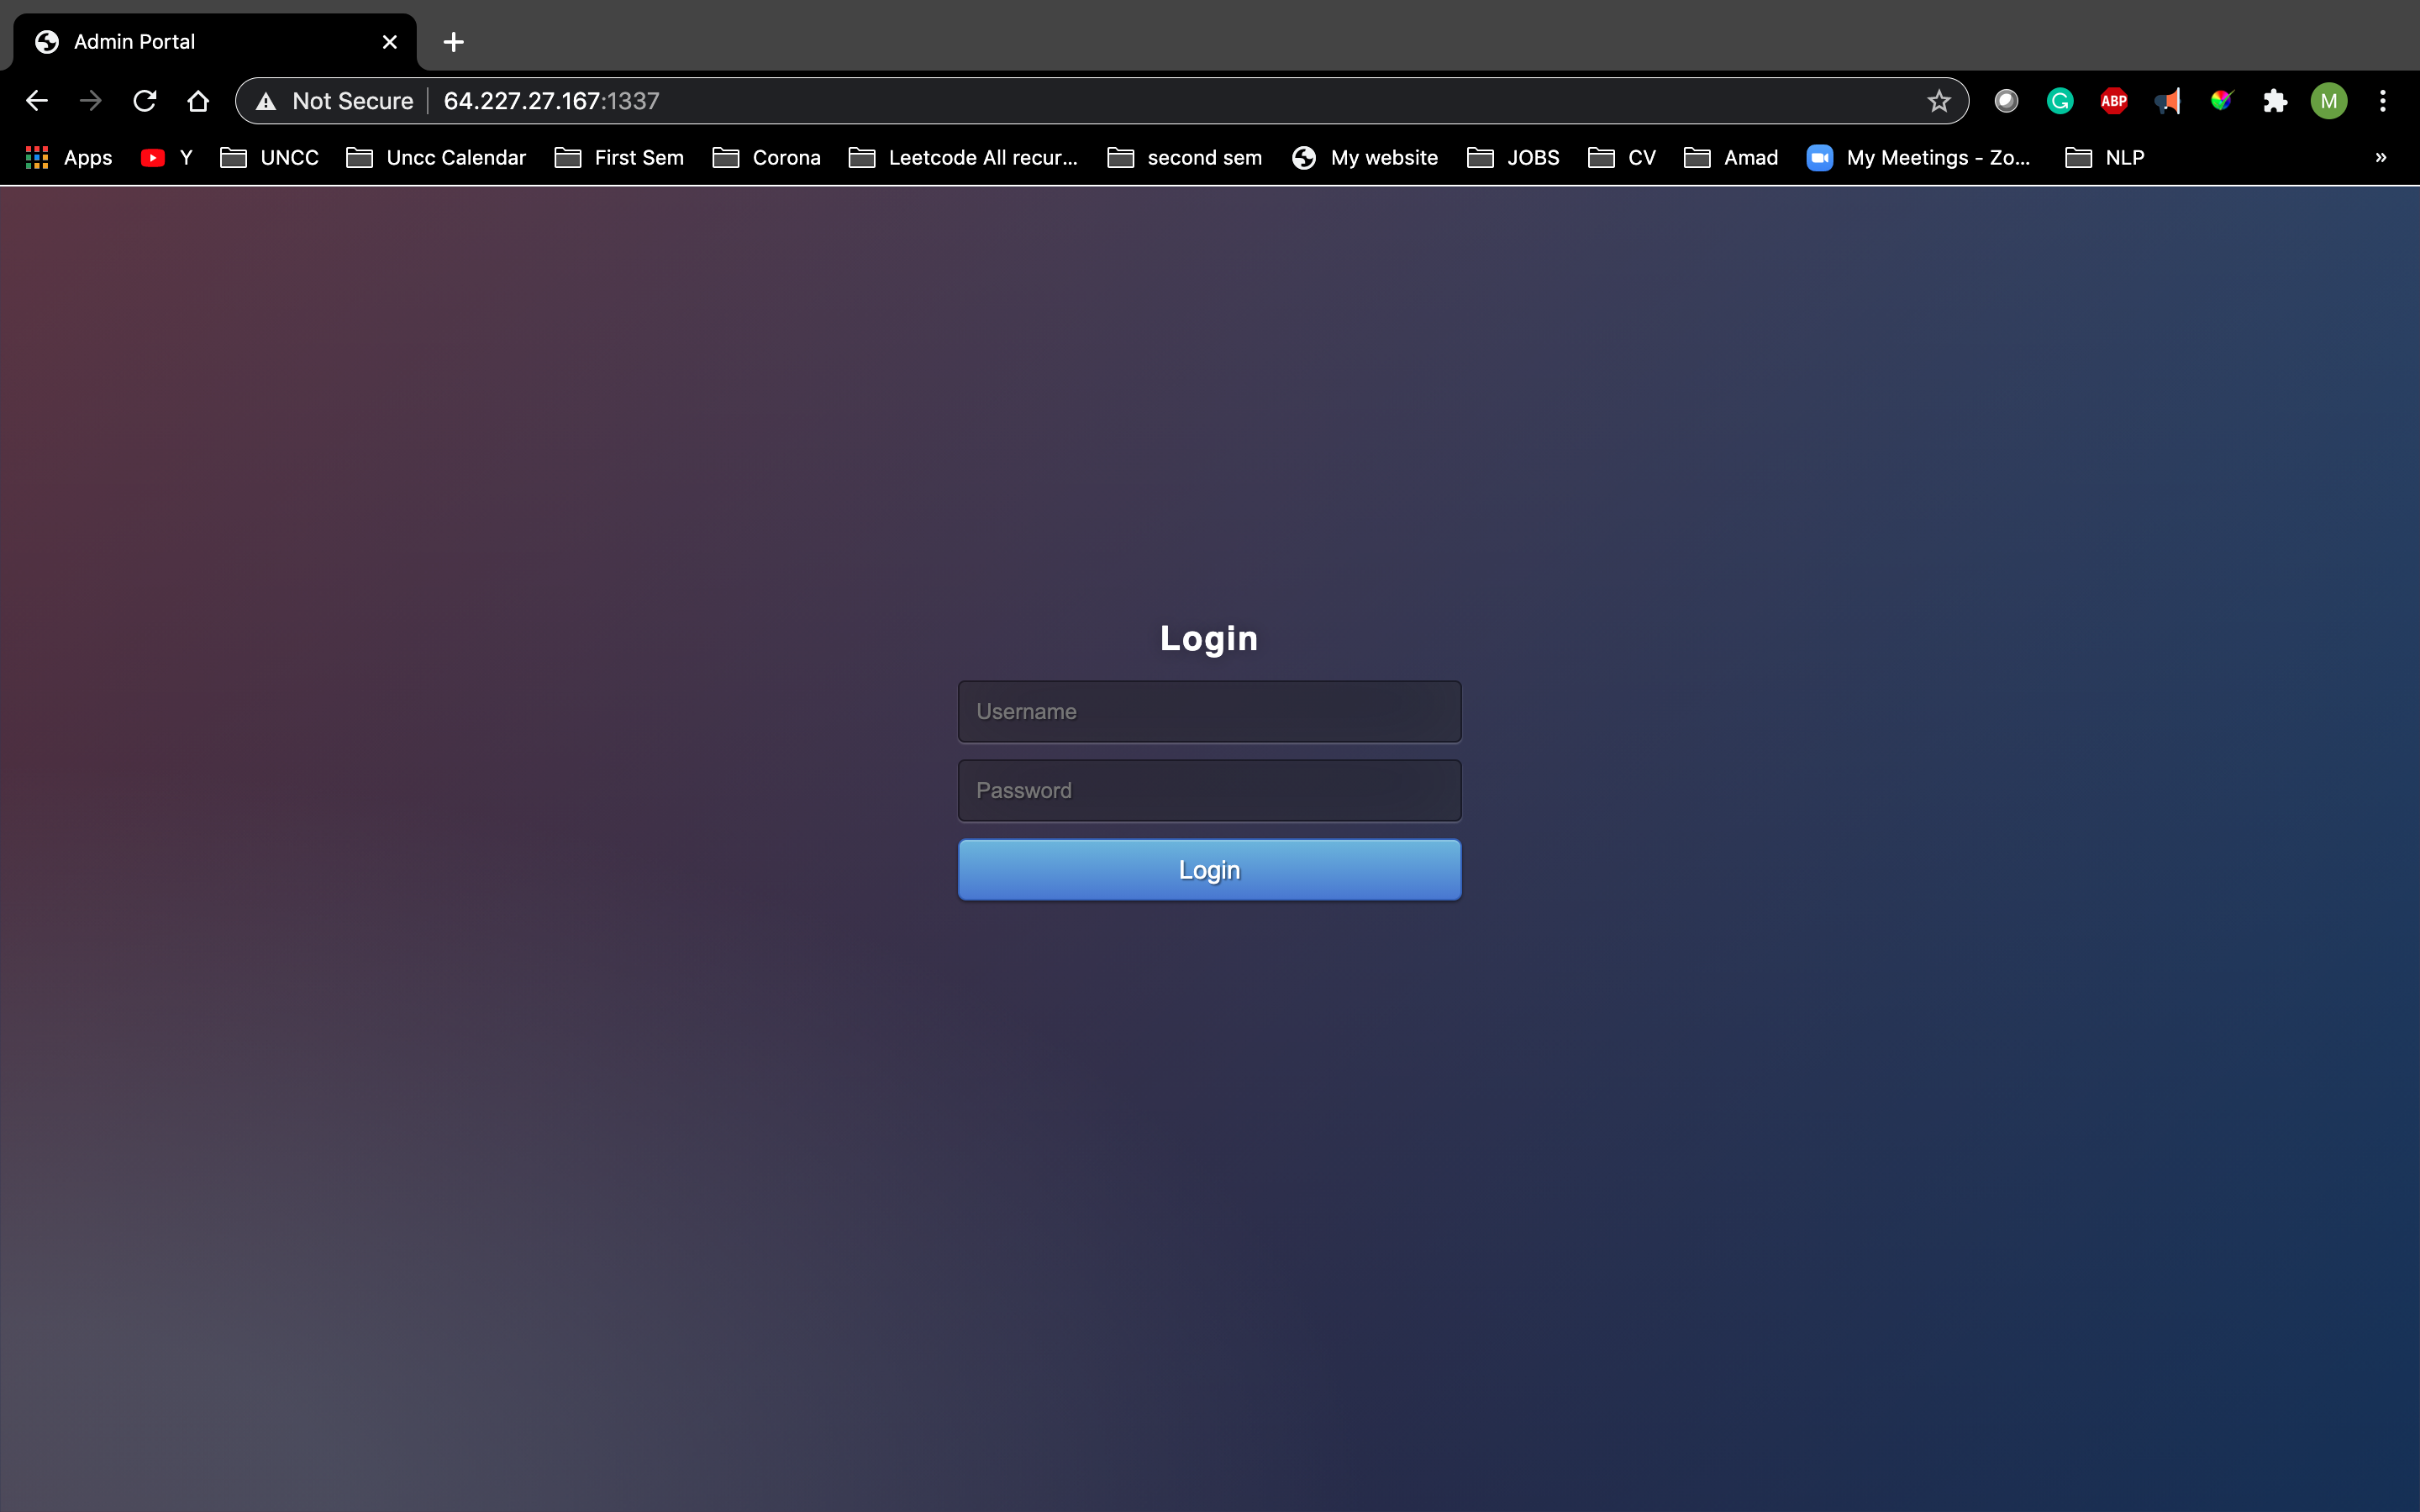 Admin Portal
Not Secure 64.227.27.167:1337
ABP M
Apps Y UNCC Uncc Calendar First Sem Corona Leetcode All recur... second sem My website JOBS CV Amad My Meetings - Zo... NLP »
Login
Username
Password
Login